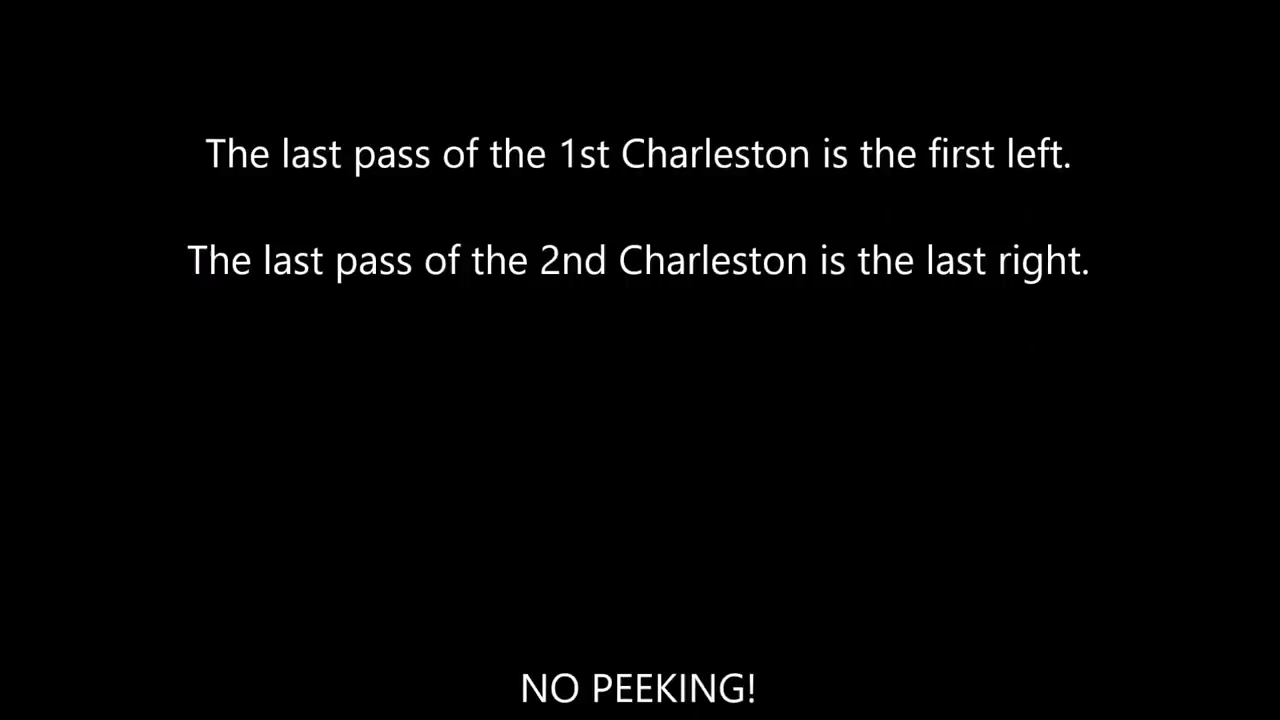 The last pass of the 1st Charleston is the first left.
The last pass of the 2nd Charleston is the last right.
NO PEEKING!